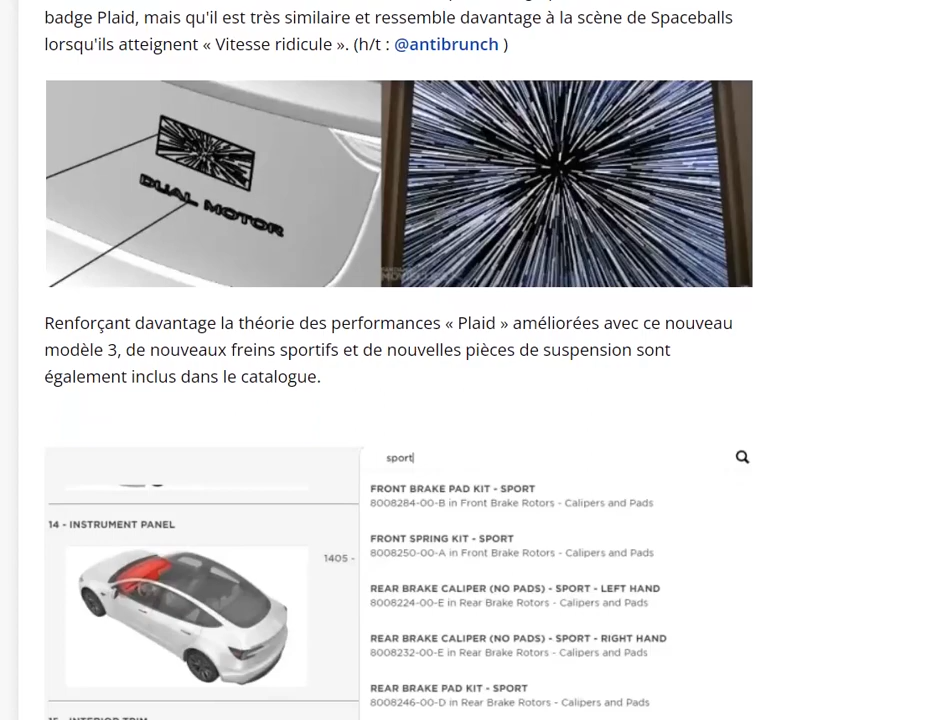 badge Plaid, mais qu'il est très similaire et ressemble davantage à la scène de Spaceballs
lorsqu'ils atteignent « Vitesse ridicule ». (h/t : @antibrunch )
DUAL MOTOR
Renforçant davantage la théorie des performances « Plaid » améliorées avec ce nouveau
modèle 3, de nouveaux freins sportifs et de nouvelles pièces de suspension sont
également inclus dans le catalogue.
sport
14 - INSTRUMENT PANEL
1405 -
FRONT BRAKE PAD KIT - SPORT
8008284-00-B in Front Brake Rotors - Calipers and Pads
FRONT SPRING KIT - SPORT
8008250-00-A in Front Brake Rotors - Calipers and Pads
REAR BRAKE CALIPER (NO PADS) - SPORT - LEFT HAND
8008224-00-E in Rear Brake Rotors - Calipers and Pads
REAR BRAKE CALIPER (NO PADS) - SPORT - RIGHT HAND
8008232-00-E in Rear Brake Rotors - Calipers and Pads
REAR BRAKE PAD KIT - SPORT
8008246-00-D in Rear Brake Rotors - Calipers and Pads